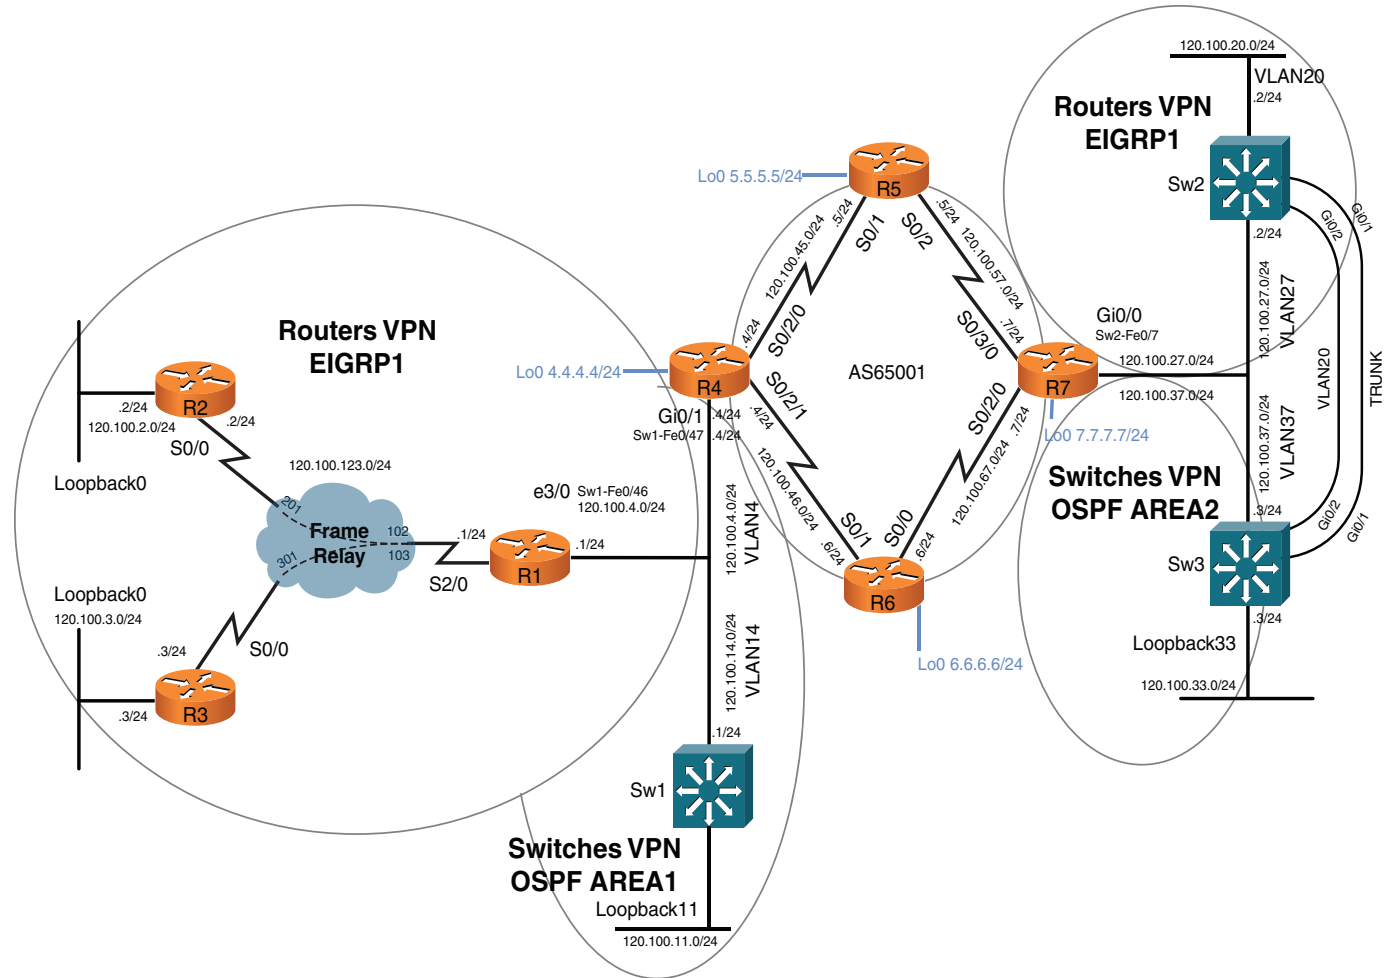 120.100.20.0/24
VLAN20
.2/24
Routers VPN
EIGRP1
Sw2
Gi0/1
Gi0/2
.2/24
120.100.27.0/24
VLAN27
VLAN20
TRUNK
120.100.37.0/24
VLAN37
Gi0/2
Gi0/1
.3/24
Sw3
.3/24
Loopback33
120.100.33.0/24
Switches VPN
OSPF AREA2
Gi0/0
Sw2-Fe0/7
120.100.27.0/24
120.100.37.0/24
R7
Lo0 7.7.7.7/24
Lo0 5.5.5.5/24
R5
.5/24
S0/1
120.100.45.0/24
.4/24
S0/2/0
.5/24
S0/2
120.100.57.0/24
.7/24
S0/3/0
AS65001
Lo0 4.4.4.4/24
R4
S0/2/1
.4/24
120.100.46.0/24
S0/1
.6/24
S0/2/0
.7/24
120.100.67.0/24
S0/0
.6/24
R6
Lo0 6.6.6.6/24
Gi0/1
.4/24
Sw1-Fe0/47
.4/24
120.100.4.0/24
VLAN4
120.100.14.0/24
VLAN14
.1/24
Sw1
Switches VPN
OSPF AREA1
Loopback11
120.100.11.0/24
Routers VPN
EIGRP1
R2
.2/24
120.100.2.0/24
.2/24
S0/0
Loopback0
120.100.123.0/24
201
Frame
Relay
102
103
301
.1/24
S2/0
R1
e3/0
Sw1-Fe0/46
120.100.4.0/24
.1/24
Loopback0
120.100.3.0/24
.3/24
S0/0
R3
.3/24